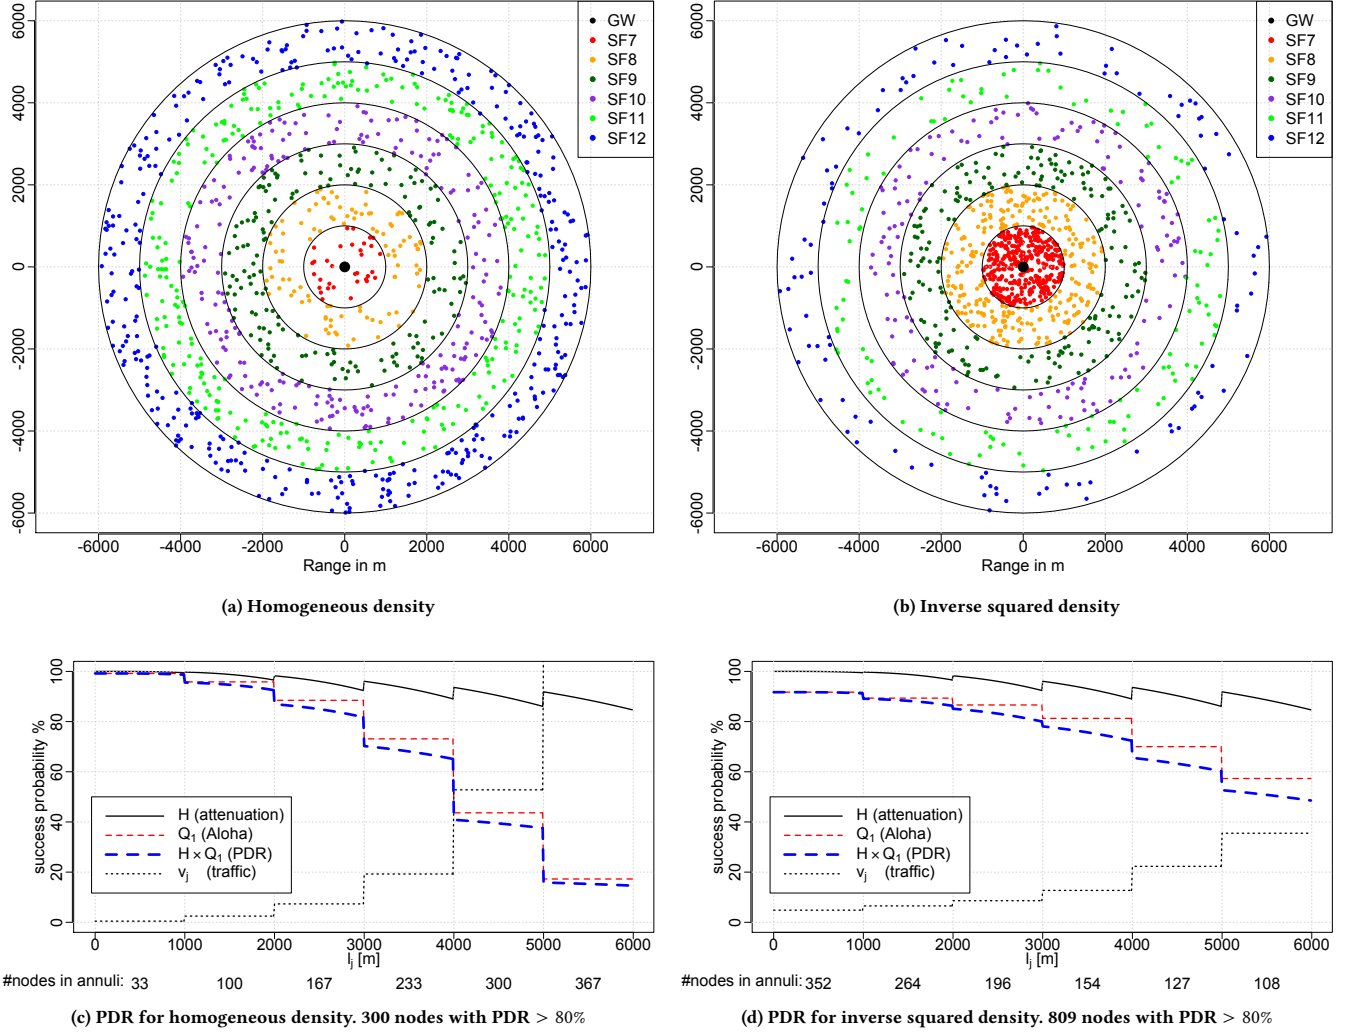 6000
4000
2000
0
-2000
-4000
-6000
-6000 -4000 -2000 0 2000 4000 6000
Range in m
GW
SF7
SF8
SF9
SF10
SF11
SF12
(a) Homogeneous density
6000
4000
2000
0
-2000
-4000
-6000
-6000 -4000 -2000 0 2000 4000 6000
Range in m
GW
SF7
SF8
SF9
SF10
SF11
SF12
(b) Inverse squared density
success probability %
100
80
60
40
20
0
H (attenuation)
Q₁ (Aloha)
H × Q₁ (PDR)
vⱼ (traffic)
0 1000 2000 3000 4000 5000 6000
lⱼ [m]
#nodes in annuli: 33 100 167 233 300 367
(c) PDR for homogeneous density. 300 nodes with PDR > 80%
success probability %
100
80
60
40
20
0
H (attenuation)
Q₁ (Aloha)
H × Q₁ (PDR)
vⱼ (traffic)
0 1000 2000 3000 4000 5000 6000
lⱼ [m]
#nodes in annuli: 352 264 196 154 127 108
(d) PDR for inverse squared density. 809 nodes with PDR > 80%